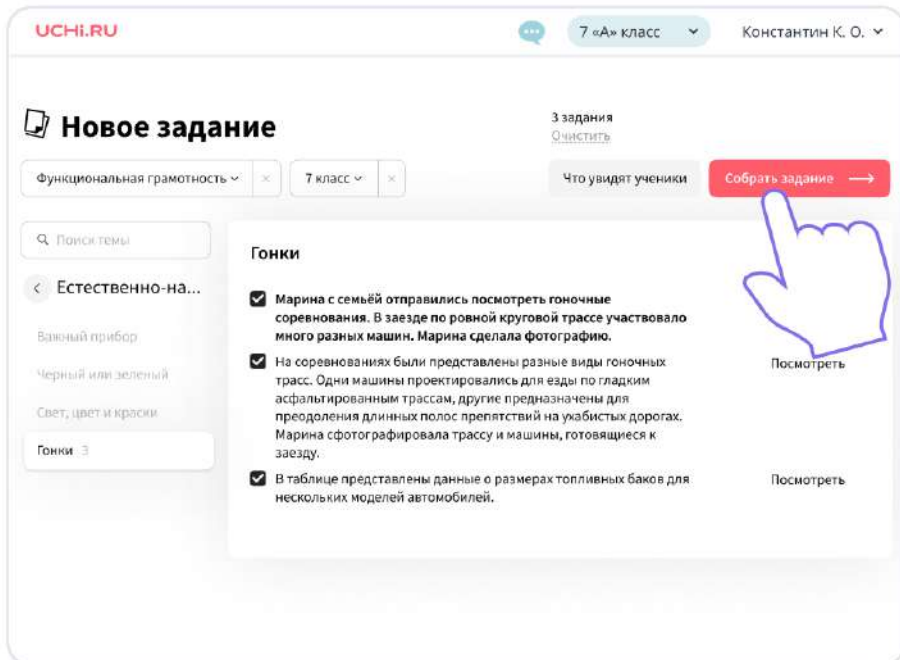 UCHi.RU
7 «А» класс
Константин К. О.
Новое задание
3 задания
Очистить
Функциональная грамотность
×
7 класс
×
Что увидят ученики
Собрать задание
Поиск темы
Естественно-на...
Важный прибор
Черный или зеленый
Свет, цвет и краски
Гонки 3
Гонки
Марина с семьёй отправились посмотреть гоночные
соревнования. В заезде по ровной круговой трассе участвовало
много разных машин. Марина сделала фотографию.
На соревнованиях были представлены разные виды гоночных
трасс. Одни машины проектировались для езды по гладким
асфальтированным трассам, другие предназначены для
преодоления длинных полос препятствий на ухабистых дорогах.
Марина сфотографировала трассу и машины, готовящиеся к
заезду.
Посмотреть
В таблице представлены данные о размерах топливных баков для
нескольких моделей автомобилей.
Посмотреть